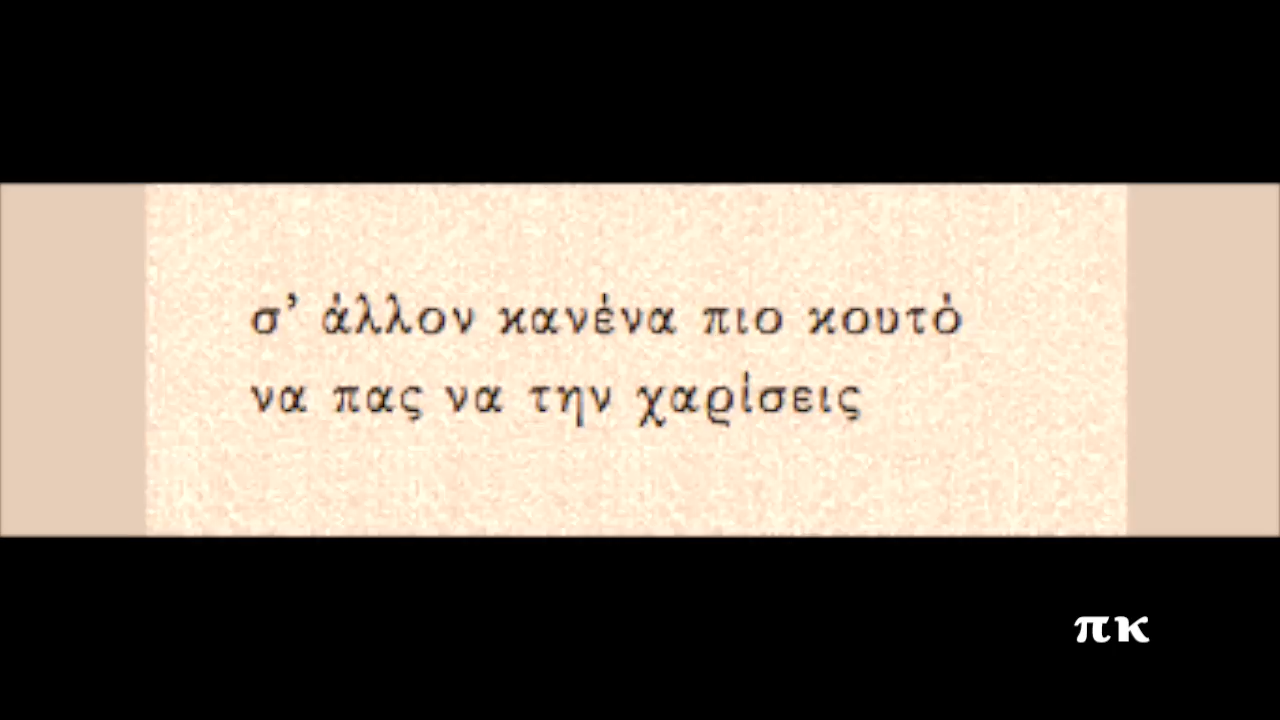 σ’ άλλον κανένα πιο κουτό
να πας να την χαρίσεις
πκ